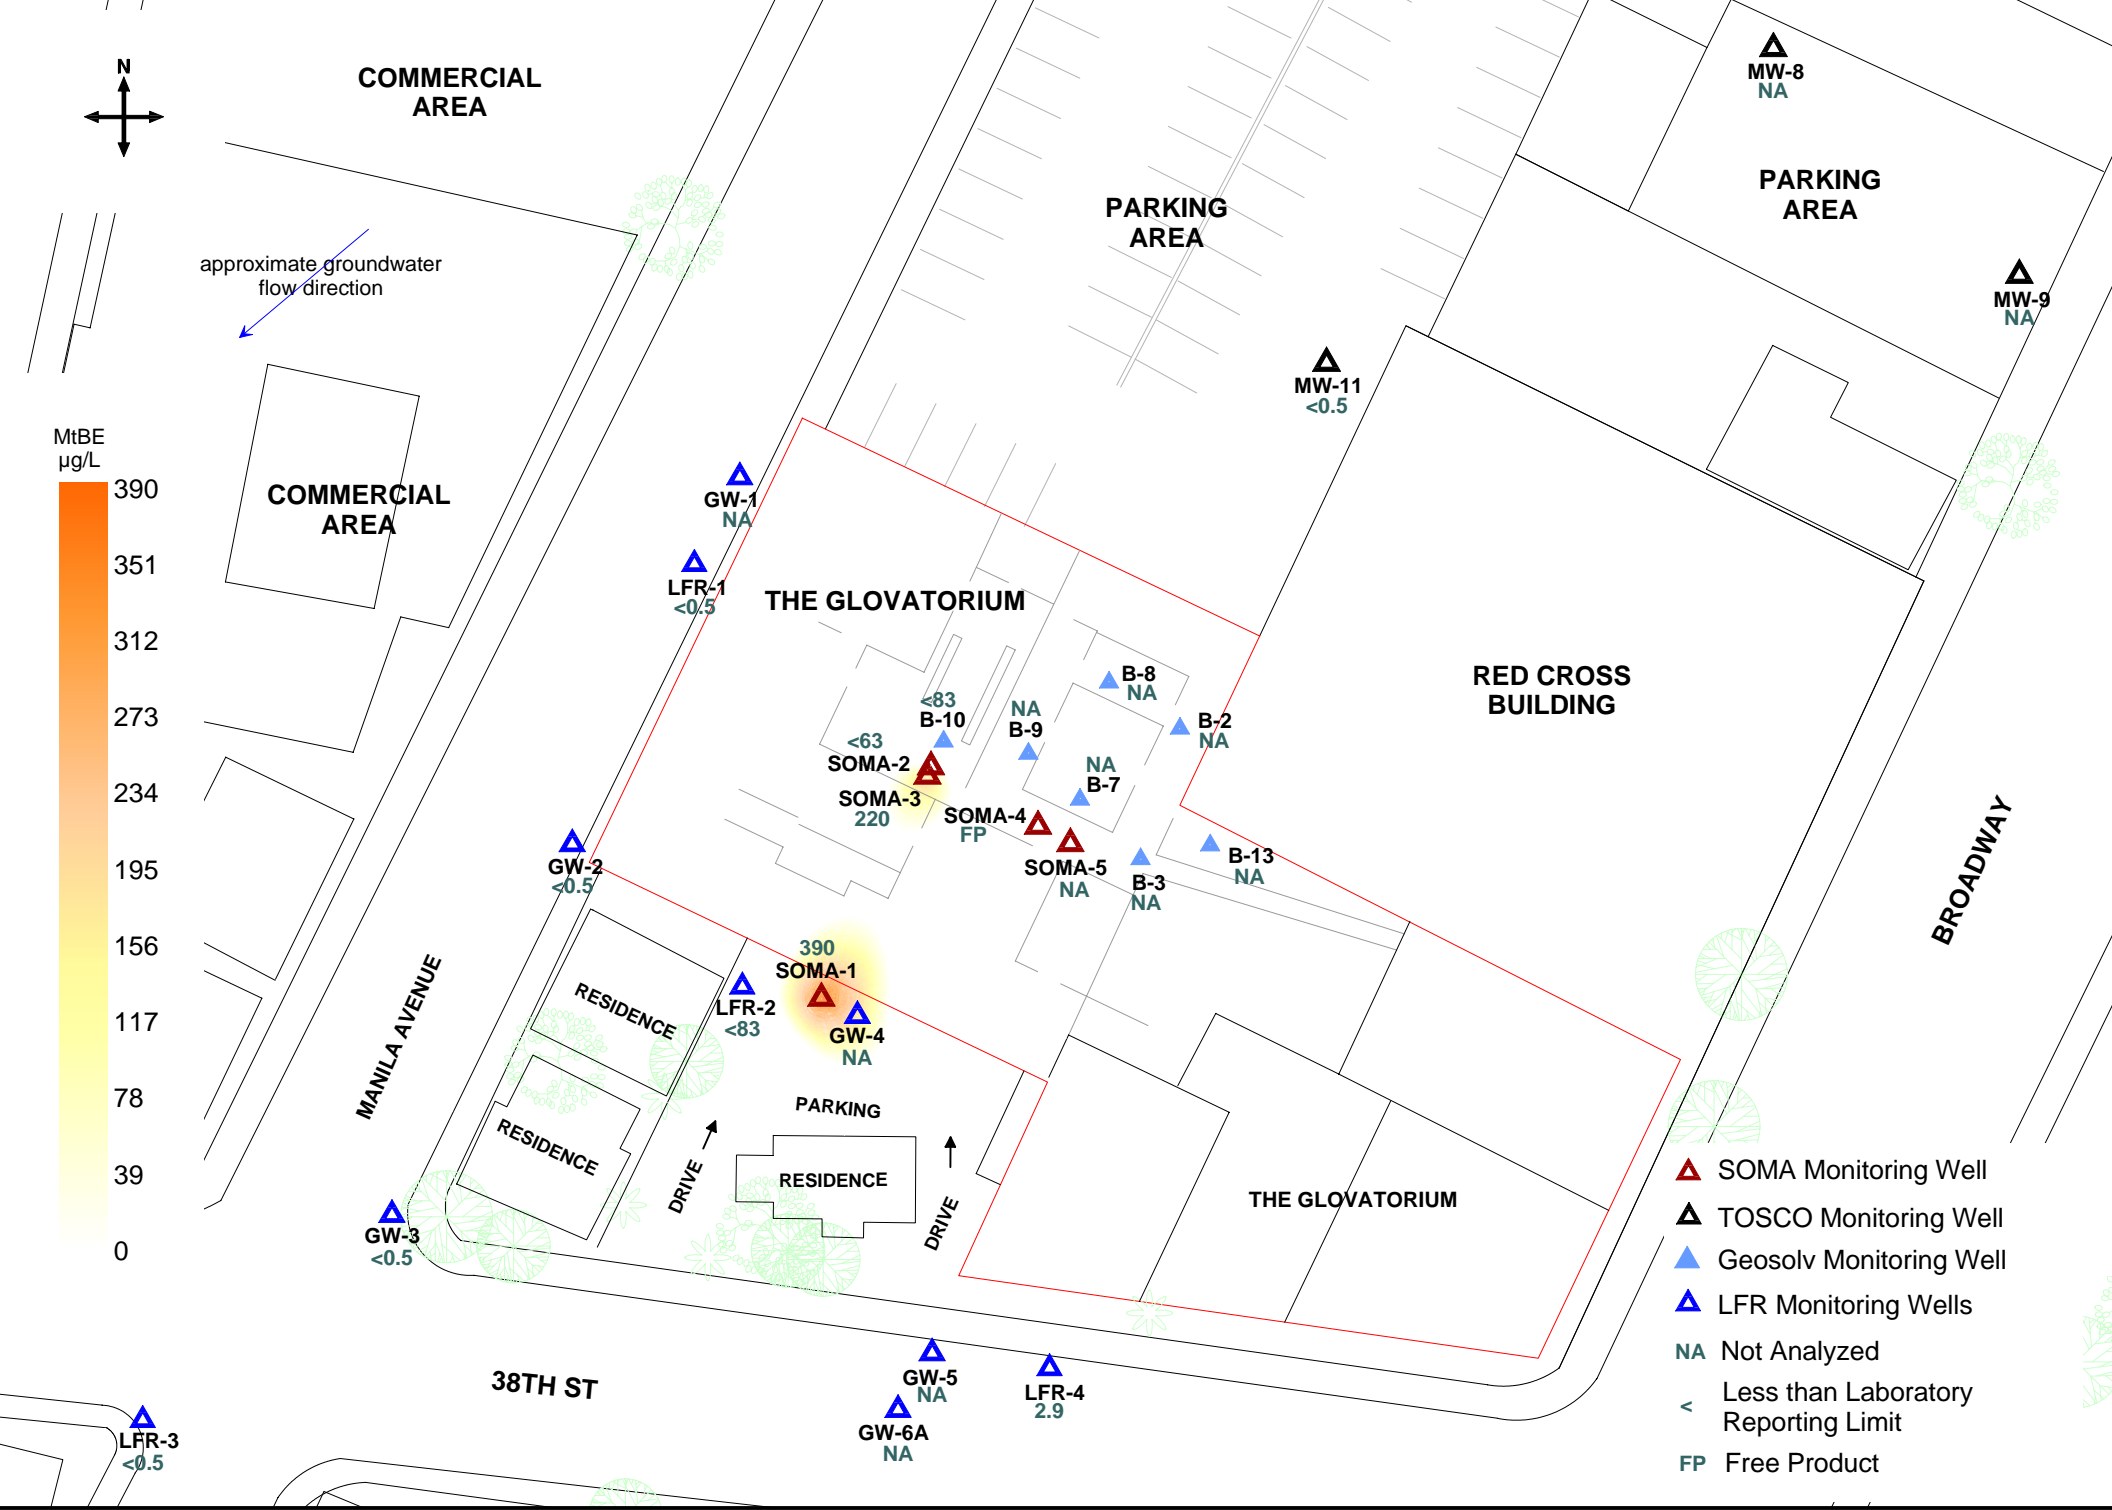 N
COMMERCIAL
AREA
MW-8
NA
PARKING
AREA
PARKING
AREA
approximate groundwater
flow direction
MW-9
NA
MW-11
<0.5
MtBE
µg/L
390
351
312
273
234
195
156
117
78
39
0
COMMERCIAL
AREA
GW-1
NA
LFR-1
<0.5
THE GLOVATORIUM
RED CROSS
BUILDING
B-8
NA
<83
B-10
NA
B-9
B-2
NA
<63
SOMA-2
NA
B-7
SOMA-3
220
SOMA-4
FP
SOMA-5
NA
B-3
NA
B-13
NA
GW-2
<0.5
BROADWAY
390
SOMA-1
RESIDENCE
LFR-2
<83
GW-4
NA
MANILA AVENUE
PARKING
RESIDENCE
DRIVE
RESIDENCE
DRIVE
THE GLOVATORIUM
GW-3
<0.5
38TH ST
GW-5
NA
LFR-4
2.9
GW-6A
NA
LFR-3
<0.5
SOMA Monitoring Well
TOSCO Monitoring Well
Geosolv Monitoring Well
LFR Monitoring Wells
NA Not Analyzed
< Less than Laboratory
Reporting Limit
FP Free Product